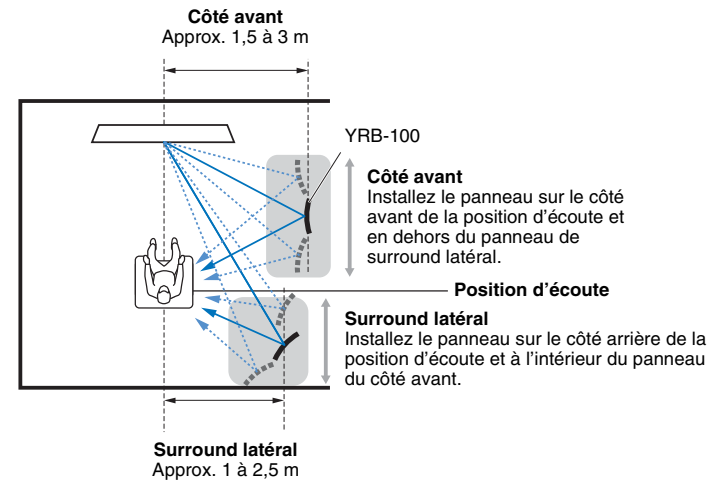 Côté avant
Approx. 1,5 à 3 m
YRB-100
Côté avant
Installez le panneau sur le côté
avant de la position d'écoute et
en dehors du panneau de
surround latéral.
Position d'écoute
Surround latéral
Installez le panneau sur le côté arrière de la
position d'écoute et à l'intérieur du panneau
du côté avant.
Surround latéral
Approx. 1 à 2,5 m